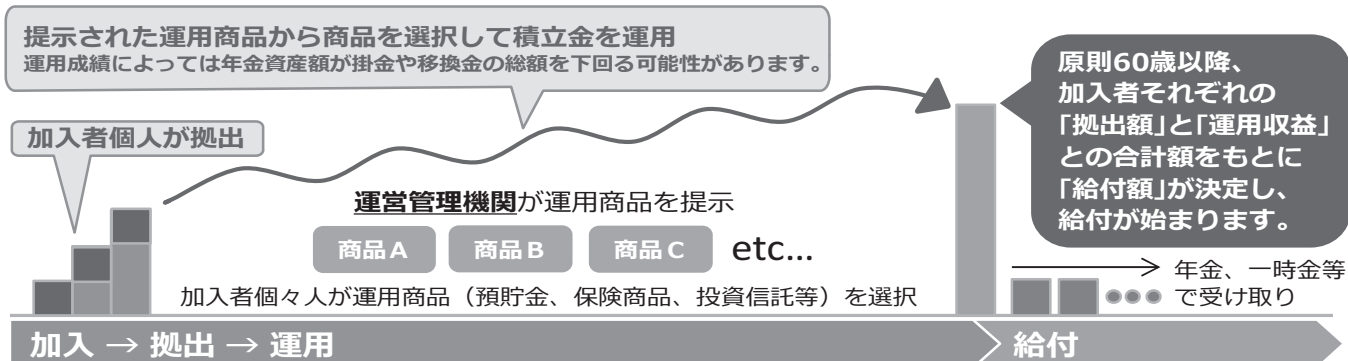 提示された運用商品から商品を選択して積立金を運用
運用成績によっては年金資産額が掛金や移換金の総額を下回る可能性があります。
加入者個人が拠出
運営管理機関が運用商品を提示
商品A 商品B 商品C etc...
加入者個々人が運用商品（預貯金、保険商品、投資信託等）を選択
原則60歳以降、
加入者それぞれの
「拠出額」と「運用収益」
との合計額をもとに
「給付額」が決定し、
給付が始まります。
年金、一時金等
で受け取り
加入 → 拠出 → 運用
給付